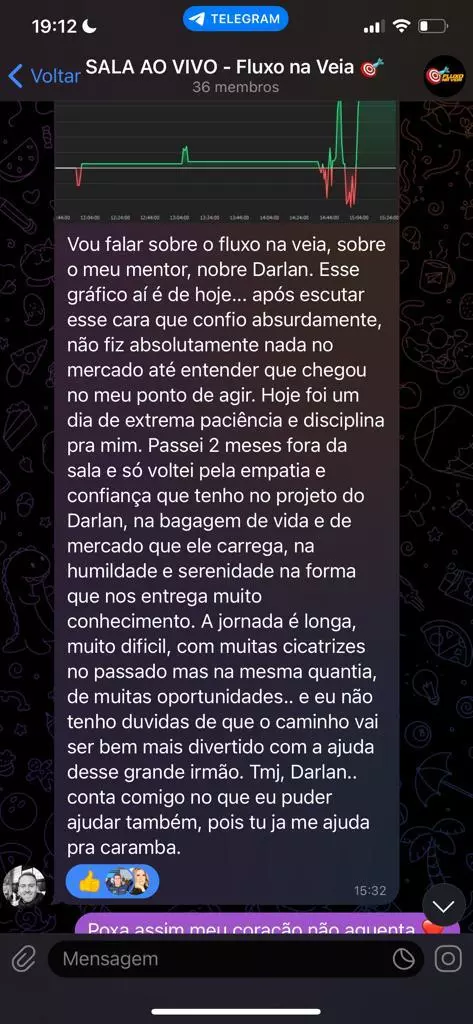 19:12
TELEGRAM
Voltar
SALA AO VIVO - Fluxo na Veia
36 membros
Vou falar sobre o fluxo na veia, sobre
o meu mentor, nobre Darlan. Esse
gráfico aí é de hoje... após escutar
esse cara que confio absurdamente,
não fiz absolutamente nada no
mercado até entender que chegou
no meu ponto de agir. Hoje foi um
dia de extrema paciência e disciplina
pra mim. Passei 2 meses fora da
sala e só voltei pela empatia e
confiança que tenho no projeto do
Darlan, na bagagem de vida e de
mercado que ele carrega, na
humildade e serenidade na forma
que nos entrega muito
conhecimento. A jornada é longa,
muito dificil, com muitas cicatrizes
no passado mas na mesma quantia,
de muitas oportunidades.. e eu não
tenho duvidas de que o caminho vai
ser bem mais divertido com a ajuda
desse grande irmão. Tmj, Darlan..
conta comigo no que eu puder
ajudar também, pois tu ja me ajuda
pra caramba.
15:32
Poxa assim meu coração não aguenta
Mensagem